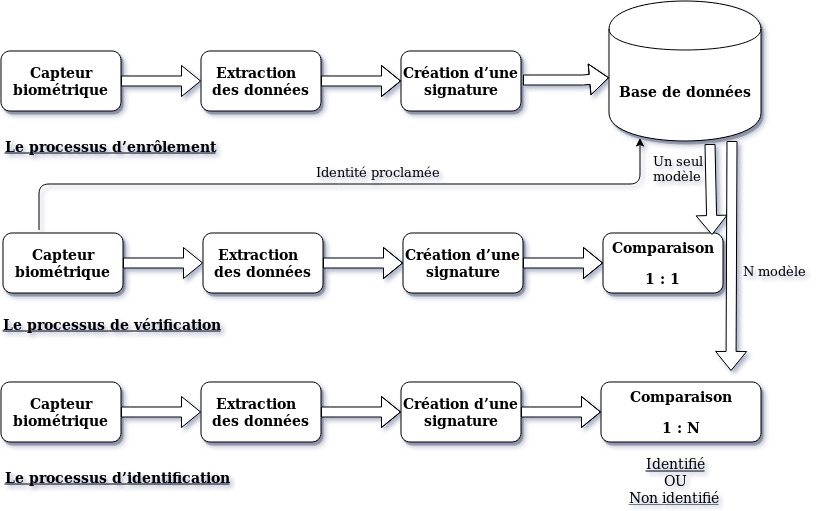 Capteur
biométrique
Extraction
des données
Création d’une
signature
Base de données
Le processus d’enrôlement
Identité proclamée
Un seul
modèle
Capteur
biométrique
Extraction
des données
Création d’une
signature
Comparaison
1 : 1
N modèle
Le processus de vérification
Capteur
biométrique
Extraction
des données
Création d’une
signature
Comparaison
1 : N
Le processus d’identification
Identifié
OU
Non identifié